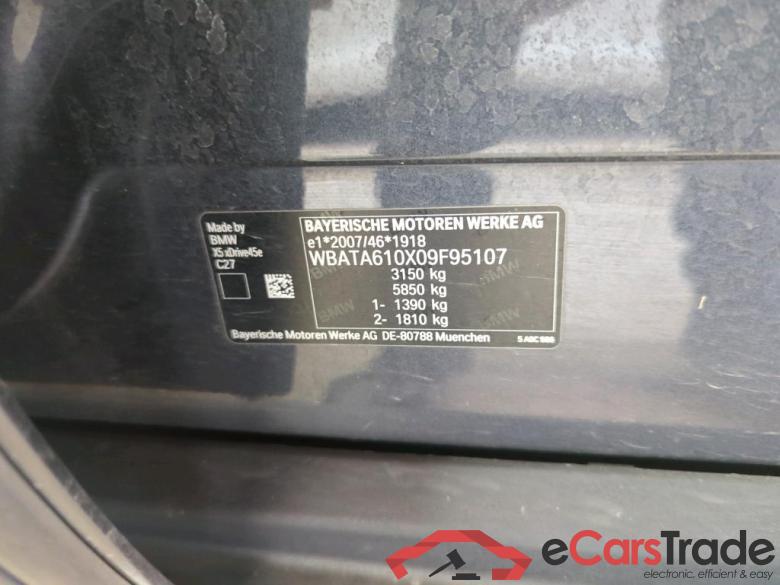 Made by
BMW
X5 xDrive45e
C27
BAYERISCHE MOTOREN WERKE AG
e1*2007/46*1918
WBATA610X09F95107
3150 kg
5850 kg
1- 1390 kg
2- 1810 kg
Bayerische Motoren Werke AG DE-80788 Muenchen
eCarsTrade
electronic, efficient & easy